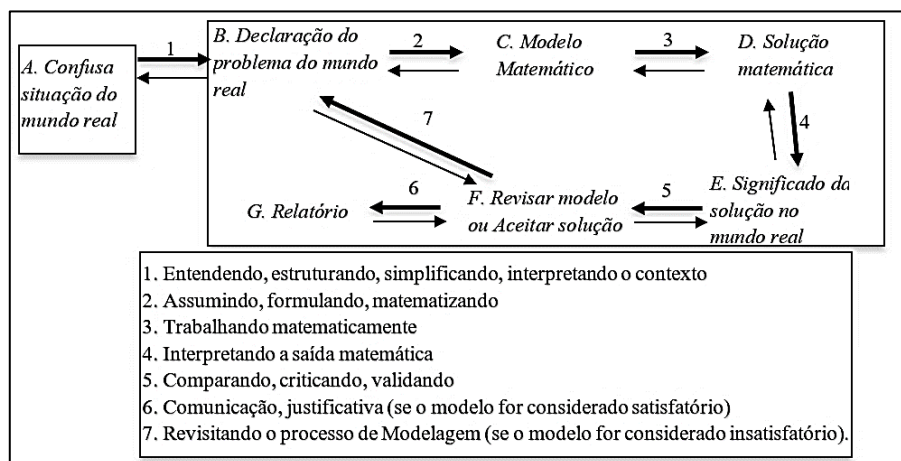 A. Confusa
situação do
mundo real
1
B. Declaração do
problema do mundo
real
2
C. Modelo
Matemático
3
D. Solução
matemática
4
E. Significado da
solução no
mundo real
5
F. Revisar modelo
ou Aceitar solução
6
G. Relatório
7
1. Entendendo, estruturando, simplificando, interpretando o contexto
2. Assumindo, formulando, matematizando
3. Trabalhando matematicamente
4. Interpretando a saída matemática
5. Comparando, criticando, validando
6. Comunicação, justificativa (se o modelo for considerado satisfatório)
7. Revisitando o processo de Modelagem (se o modelo for considerado insatisfatório).